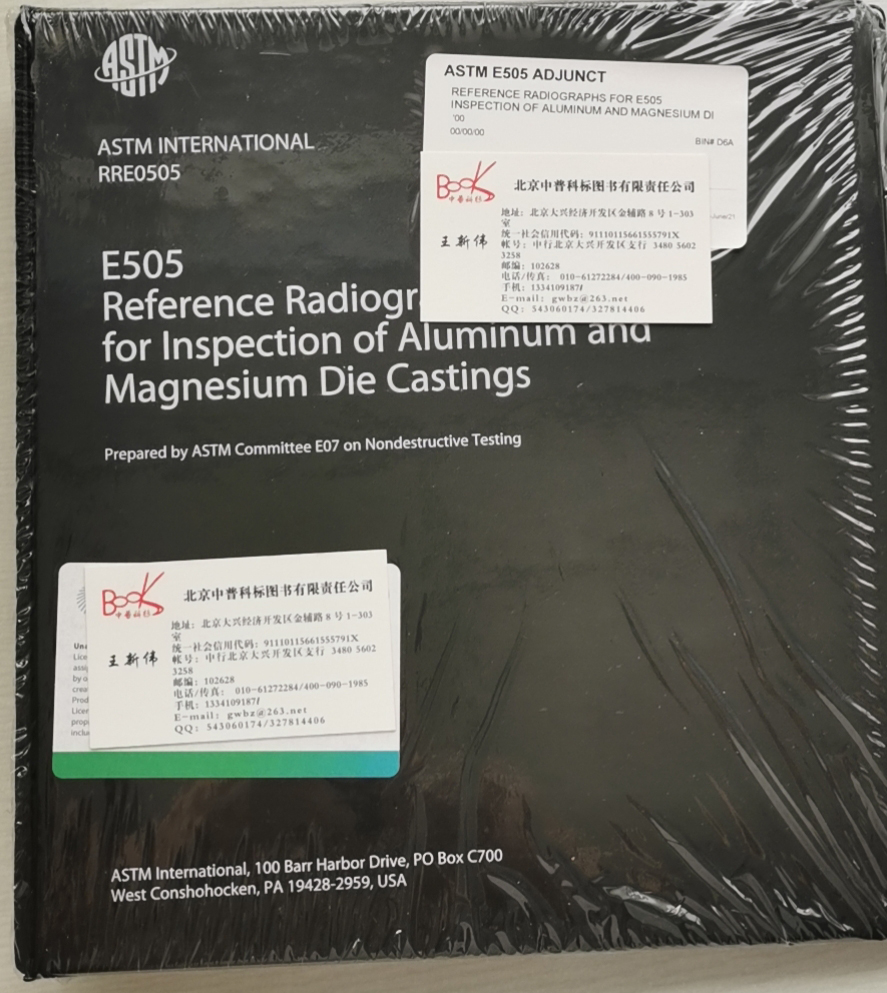 ASTM
ASTM INTERNATIONAL
RRE0505
ASTM E505 ADJUNCT
REFERENCE RADIOGRAPHS FOR E505
INSPECTION OF ALUMINUM AND MAGNESIUM DI
'00
00/00/00
BIN# D6A
BooK
北京中普科标图书有限责任公司
王新伟
地址：北京大兴经济开发区金辅路8号1-303
室
统一社会信用代码：91110115661555791X
帐号：中行北京大兴开发区支行 3480 5602
3258
邮编：102628
电话/传真：010-61272284/400-090-1985
手机：13341091871
E-mail：gwbz@263.net
QQ：543060174/327814406
E505
Reference Radiogr
for Inspection of Aluminum and
Magnesium Die Castings
Prepared by ASTM Committee E07 on Nondestructive Testing
BooK
北京中普科标图书有限责任公司
王新伟
地址：北京大兴经济开发区金辅路8号1-303
室
统一社会信用代码：91110115661555791X
帐号：中行北京大兴开发区支行 3480 5602
3258
邮编：102628
电话/传真：010-61272284/400-090-1985
手机：13341091871
E-mail：gwbz@263.net
QQ：543060174/327814406
ASTM International, 100 Barr Harbor Drive, PO Box C700
West Conshohocken, PA 19428-2959, USA